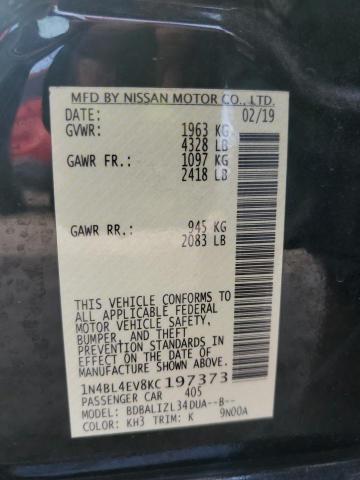 MFD BY NISSAN MOTOR CO., LTD.
DATE: 02/19
GVWR: 1963 KG
4328 LB
GAWR FR.: 1097 KG
2418 LB
GAWR RR.: 945 KG
2083 LB
THIS VEHICLE CONFORMS TO
ALL APPLICABLE FEDERAL
MOTOR VEHICLE SAFETY,
BUMPER, AND THEFT
PREVENTION STANDARDS
IN EFFECT ON THE DATE OF
MANUFACTURE SHOWN ABOVE.
1N4BL4EV8KC197373
PASSENGER CAR 405
MODEL: BDBALIZL34DUA--B--
COLOR: KH3 TRIM: K 9N00A